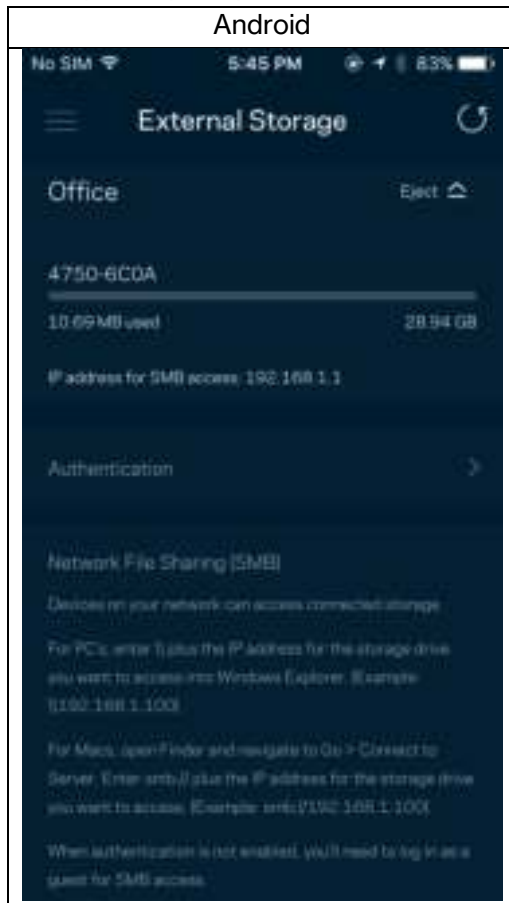 Android
No SIM 5:45 PM 83%
External Storage
Office Eject
4750-6C0A
10.69 MB used 28.94 GB
IP address for SMB access: 192.168.1.1
Authentication
Network File Sharing (SMB)
Devices on your network can access connected storage
For PCs, enter \\ plus the IP address for the storage drive
you want to access into Windows Explorer. (Example:
\\192.168.1.100)
For Macs, open Finder and navigate to Go > Connect to
Server. Enter smb:// plus the IP address for the storage drive
you want to access. (Example: smb://192.168.1.100)
When authentication is not enabled, you'll need to log in as a
guest for SMB access.